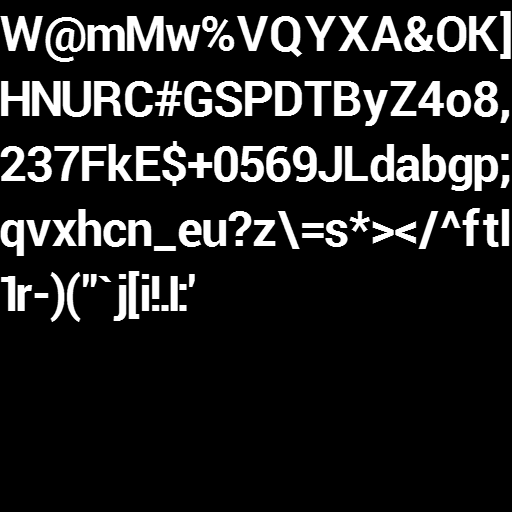 W@mMw%VQYXA&OK]
HNURC#GSPDTByZ4o8,
237FkE$+0569JLdabgp;
qvxhcn_eu?z\=s*></^ftl
1r-)("`j[i!.I:'